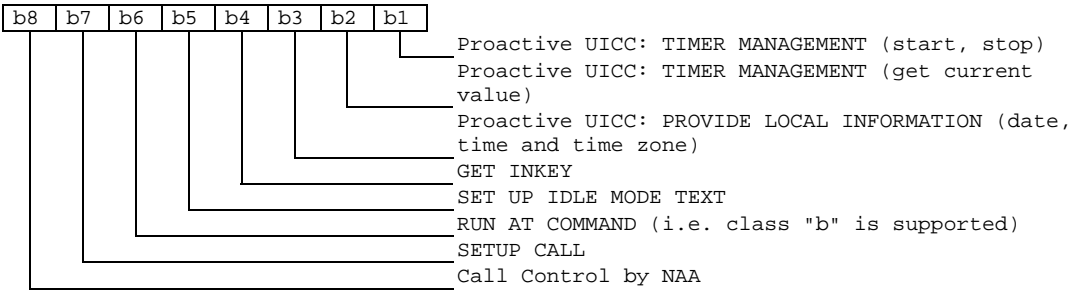 b8 b7 b6 b5 b4 b3 b2 b1
Proactive UICC: TIMER MANAGEMENT (start, stop)
Proactive UICC: TIMER MANAGEMENT (get current
value)
Proactive UICC: PROVIDE LOCAL INFORMATION (date,
time and time zone)
GET INKEY
SET UP IDLE MODE TEXT
RUN AT COMMAND (i.e. class "b" is supported)
SETUP CALL
Call Control by NAA